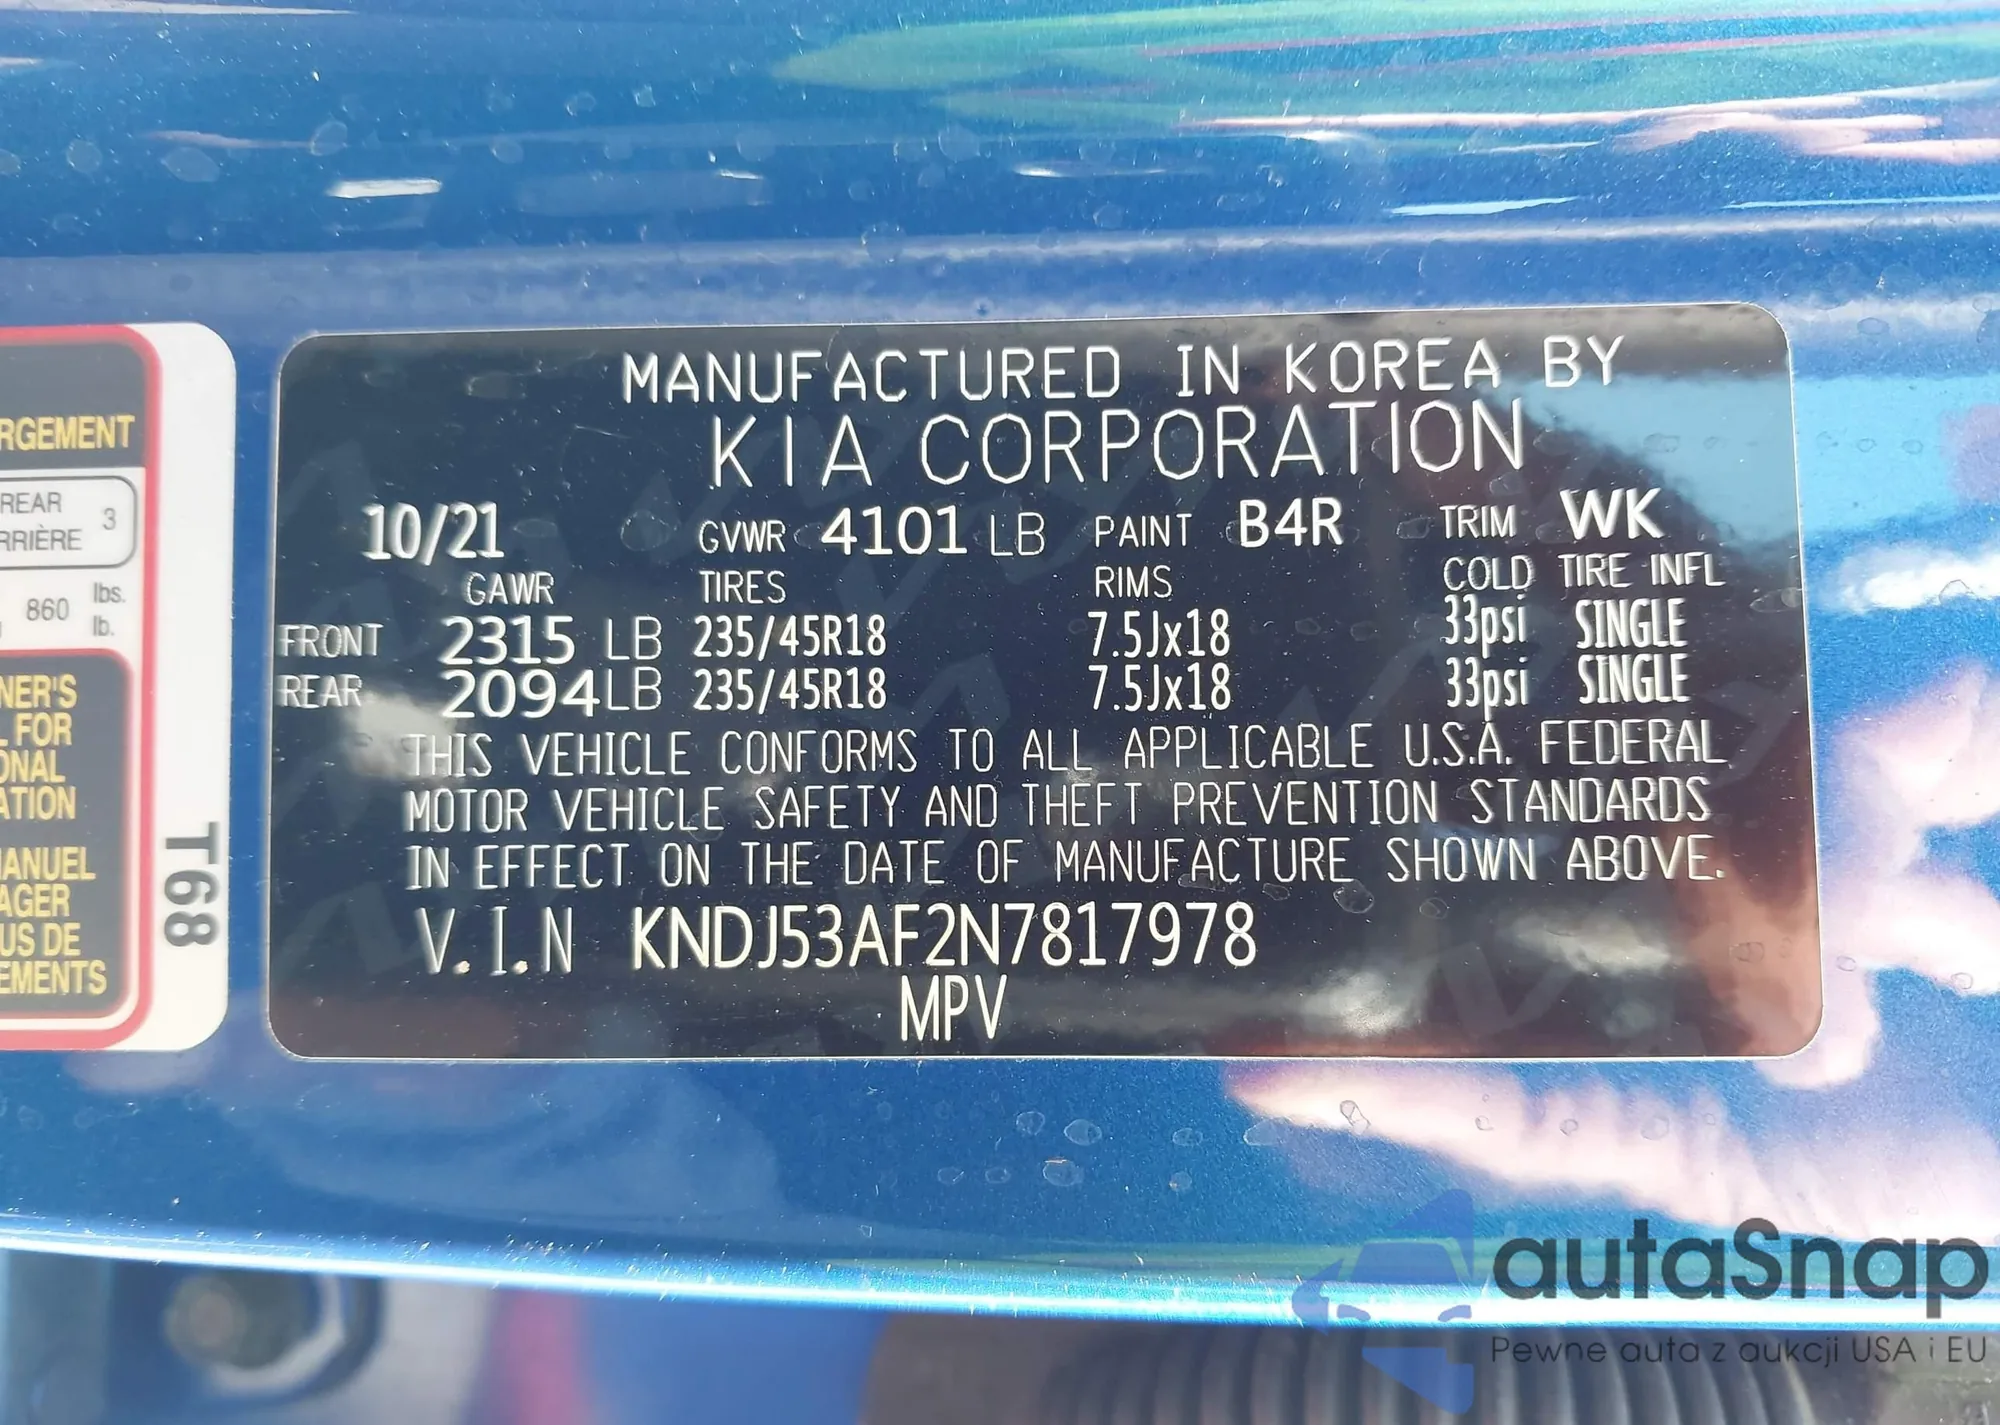 MANUFACTURED IN KOREA BY
KIA CORPORATION
10/21 GVWR 4101 LB PAINT B4R TRIM WK
GAWR TIRES RIMS COLD TIRE INFL
FRONT 2315 LB 235/45R18 7.5Jx18 33psi SINGLE
REAR 2094LB 235/45R18 7.5Jx18 33psi SINGLE
THIS VEHICLE CONFORMS TO ALL APPLICABLE U.S.A. FEDERAL
MOTOR VEHICLE SAFETY AND THEFT PREVENTION STANDARDS
IN EFFECT ON THE DATE OF MANUFACTURE SHOWN ABOVE.
V.I.N KNDJ53AF2N7817978
MPV
RGEMENT
REAR
RRIÈRE 3
860 lbs.
lb.
NER'S
FOR
ONAL
ATION
MANUEL
AGER
US DE
EMENTS
T68
autaSnap
Pewne auta z aukcji USA i EU